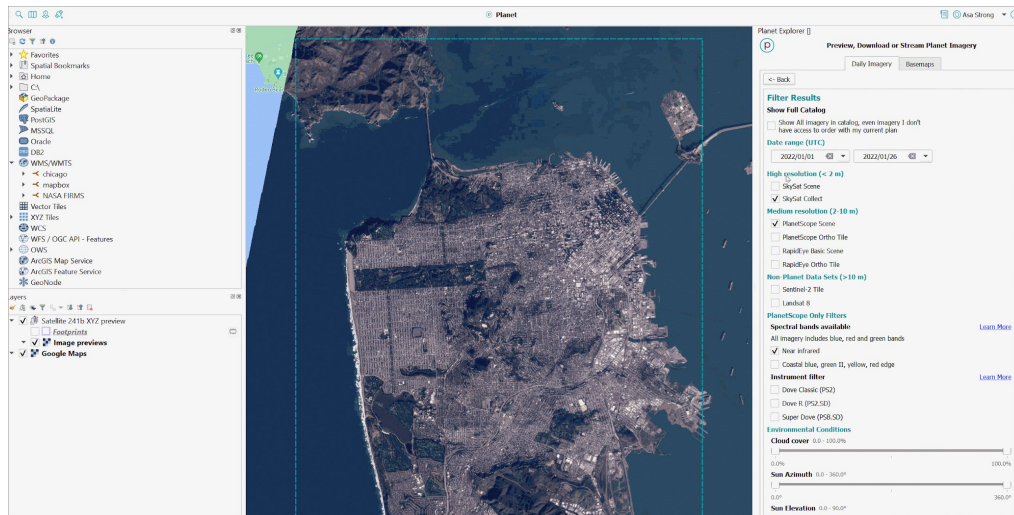 Planet
Asa Strong
Browser
Favorites
Spatial Bookmarks
Home
C:\
GeoPackage
SpatiaLite
PostGIS
MSSQL
Oracle
DB2
WMS/WMTS
chicago
mapbox
NASA FIRMS
Vector Tiles
XYZ Tiles
WCS
WFS / OGC API - Features
OWS
ArcGIS Map Service
ArcGIS Feature Service
GeoNode
Layers
Satellite 241b XYZ preview
Footprints
Image previews
Google Maps
Planet Explorer []
Preview, Download or Stream Planet Imagery
Daily Imagery
Basemaps
<- Back
Filter Results
Show Full Catalog
Show All imagery in catalog, even imagery I don't
have access to order with my current plan
Date range (UTC)
2022/01/01
2022/01/26
High resolution (< 2 m)
SkySat Scene
SkySat Collect
Medium resolution (2-10 m)
PlanetScope Scene
PlanetScope Ortho Tile
RapidEye Basic Scene
RapidEye Ortho Tile
Non-Planet Data Sets (>10 m)
Sentinel-2 Tile
Landsat 8
PlanetScope Only Filters
Spectral bands available Learn More
All imagery includes blue, red and green bands
Near infrared
Coastal blue, green II, yellow, red edge
Instrument filter Learn More
Dove Classic (PS2)
Dove R (PS2.SD)
Super Dove (PSB.SD)
Environmental Conditions
Cloud cover 0.0 - 100.0%
0.0% 100.0%
Sun Azimuth 0.0 - 360.0°
0.0° 360.0°
Sun Elevation 0.0 - 90.0°